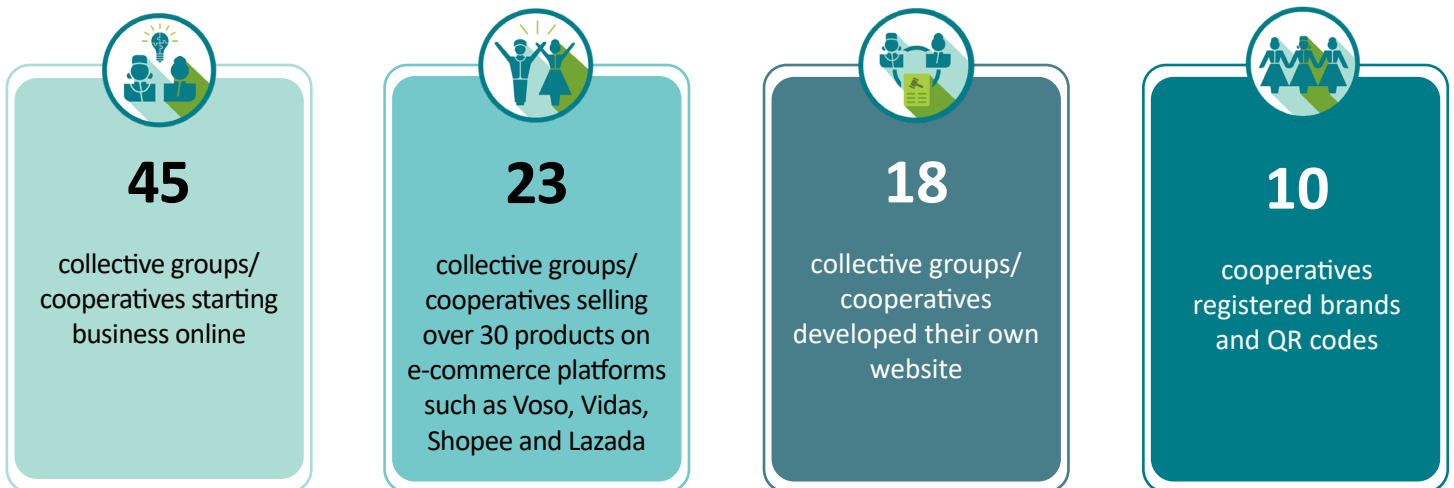 45
collective groups/
cooperatives starting
business online
23
collective groups/
cooperatives selling
over 30 products on
e-commerce platforms
such as Voso, Vidas,
Shopee and Lazada
18
collective groups/
cooperatives
developed their own
website
10
cooperatives
registered brands
and QR codes